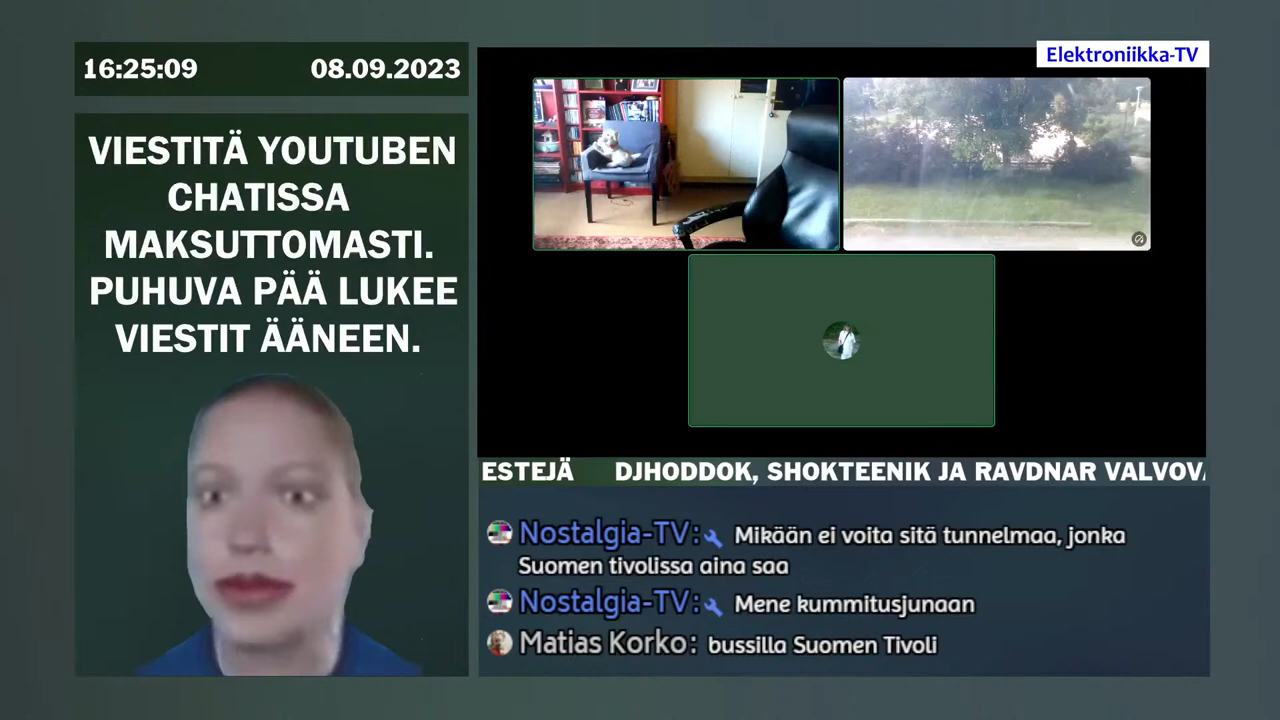 16:25:09 08.09.2023
VIESTITÄ YOUTUBEN
CHATISSA
MAKSUTTOMASTI.
PUHUVA PÄÄ LUKEE
VIESTIT ÄÄNEEN.
Elektroniikka-TV
ESTEJÄ DJHODDOK, SHOKTEENIK JA RAVDNAR VALVOV
Nostalgia-TV: Mikään ei voita sitä tunnelmaa, jonka
Suomen tivolissa aina saa
Nostalgia-TV: Mene kummitusjunaan
Matias Korko: bussilla Suomen Tivoli